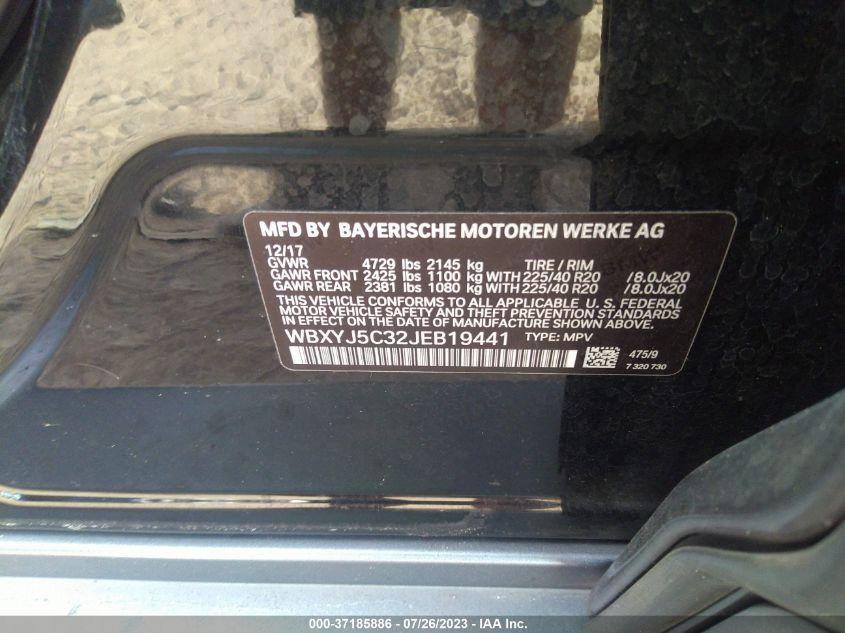 MFD BY BAYERISCHE MOTOREN WERKE AG
12/17
GVWR 4729 lbs 2145 kg TIRE / RIM
GAWR FRONT 2425 lbs 1100 kg WITH 225/40 R20 /8.0Jx20
GAWR REAR 2381 lbs 1080 kg WITH 225/40 R20 /8.0Jx20
THIS VEHICLE CONFORMS TO ALL APPLICABLE U. S. FEDERAL
MOTOR VEHICLE SAFETY AND THEFT PREVENTION STANDARDS
IN EFFECT ON THE DATE OF MANUFACTURE SHOWN ABOVE.
WBXYJ5C32JEB19441 TYPE: MPV
475/9
7 320 730
000-37185886 - 07/26/2023 - IAA Inc.